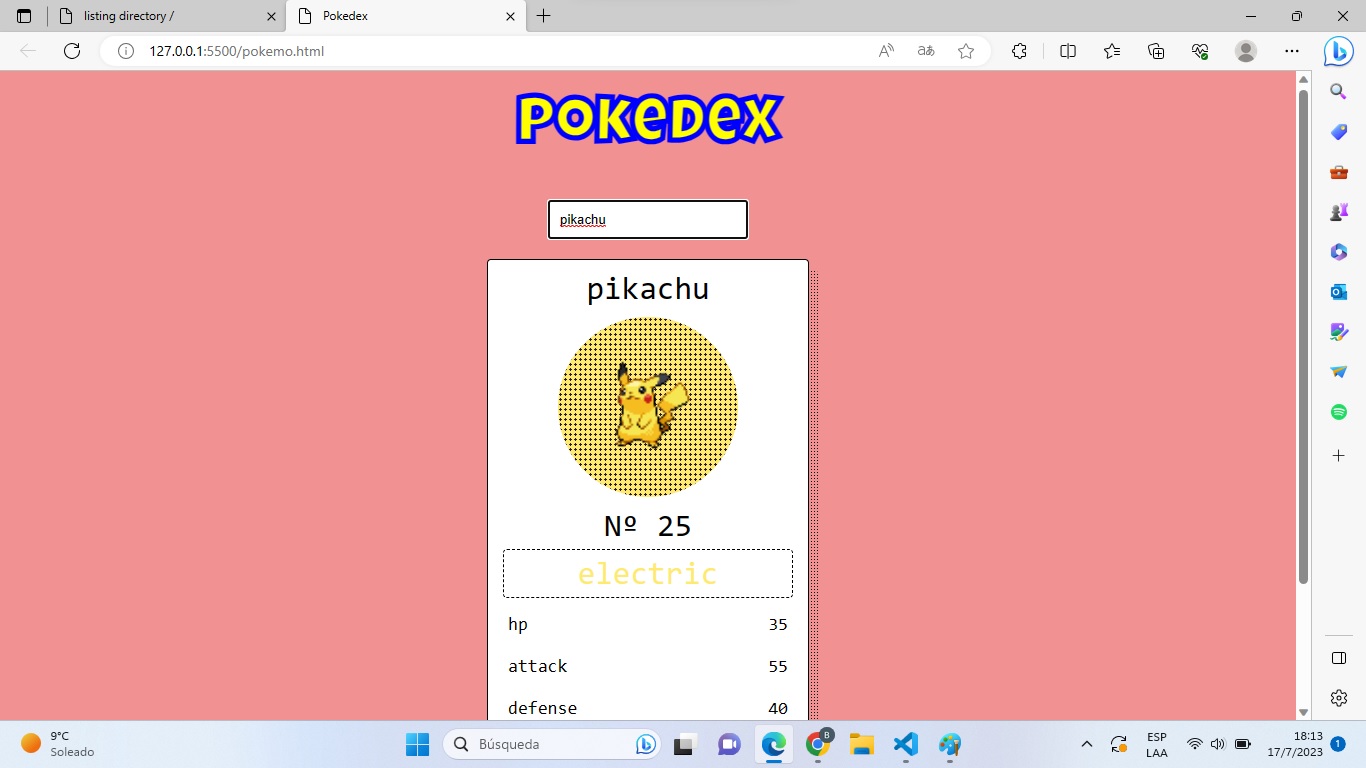 listing directory /
Pokedex
127.0.0.1:5500/pokemo.html
Pokedex
pikachu
pikachu
Nº 25
electric
hp 35
attack 55
defense 40
9°C
Soleado
Búsqueda
B
ESP
LAA
18:13
17/7/2023
1